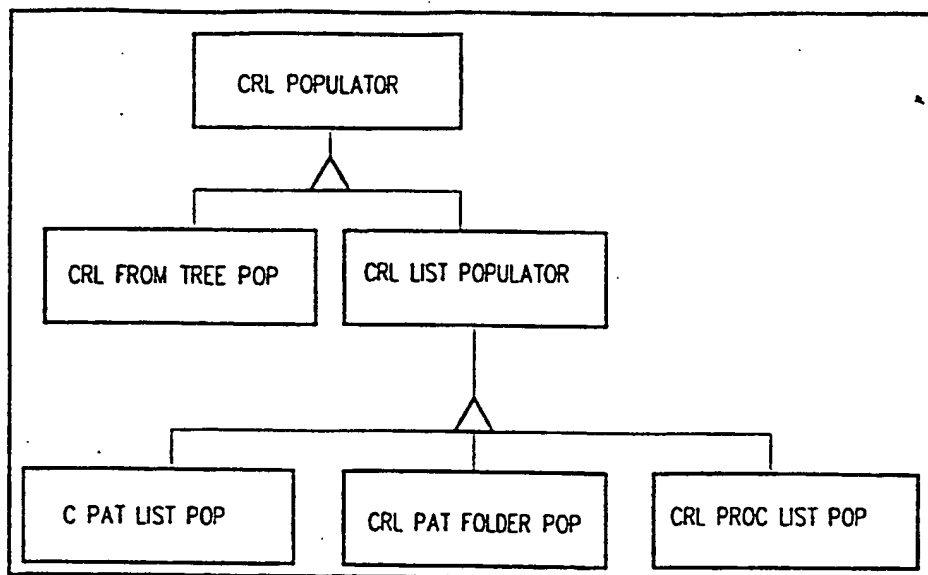 CRL POPULATOR
CRL FROM TREE POP
CRL LIST POPULATOR
C PAT LIST POP
CRL PAT FOLDER POP
CRL PROC LIST POP